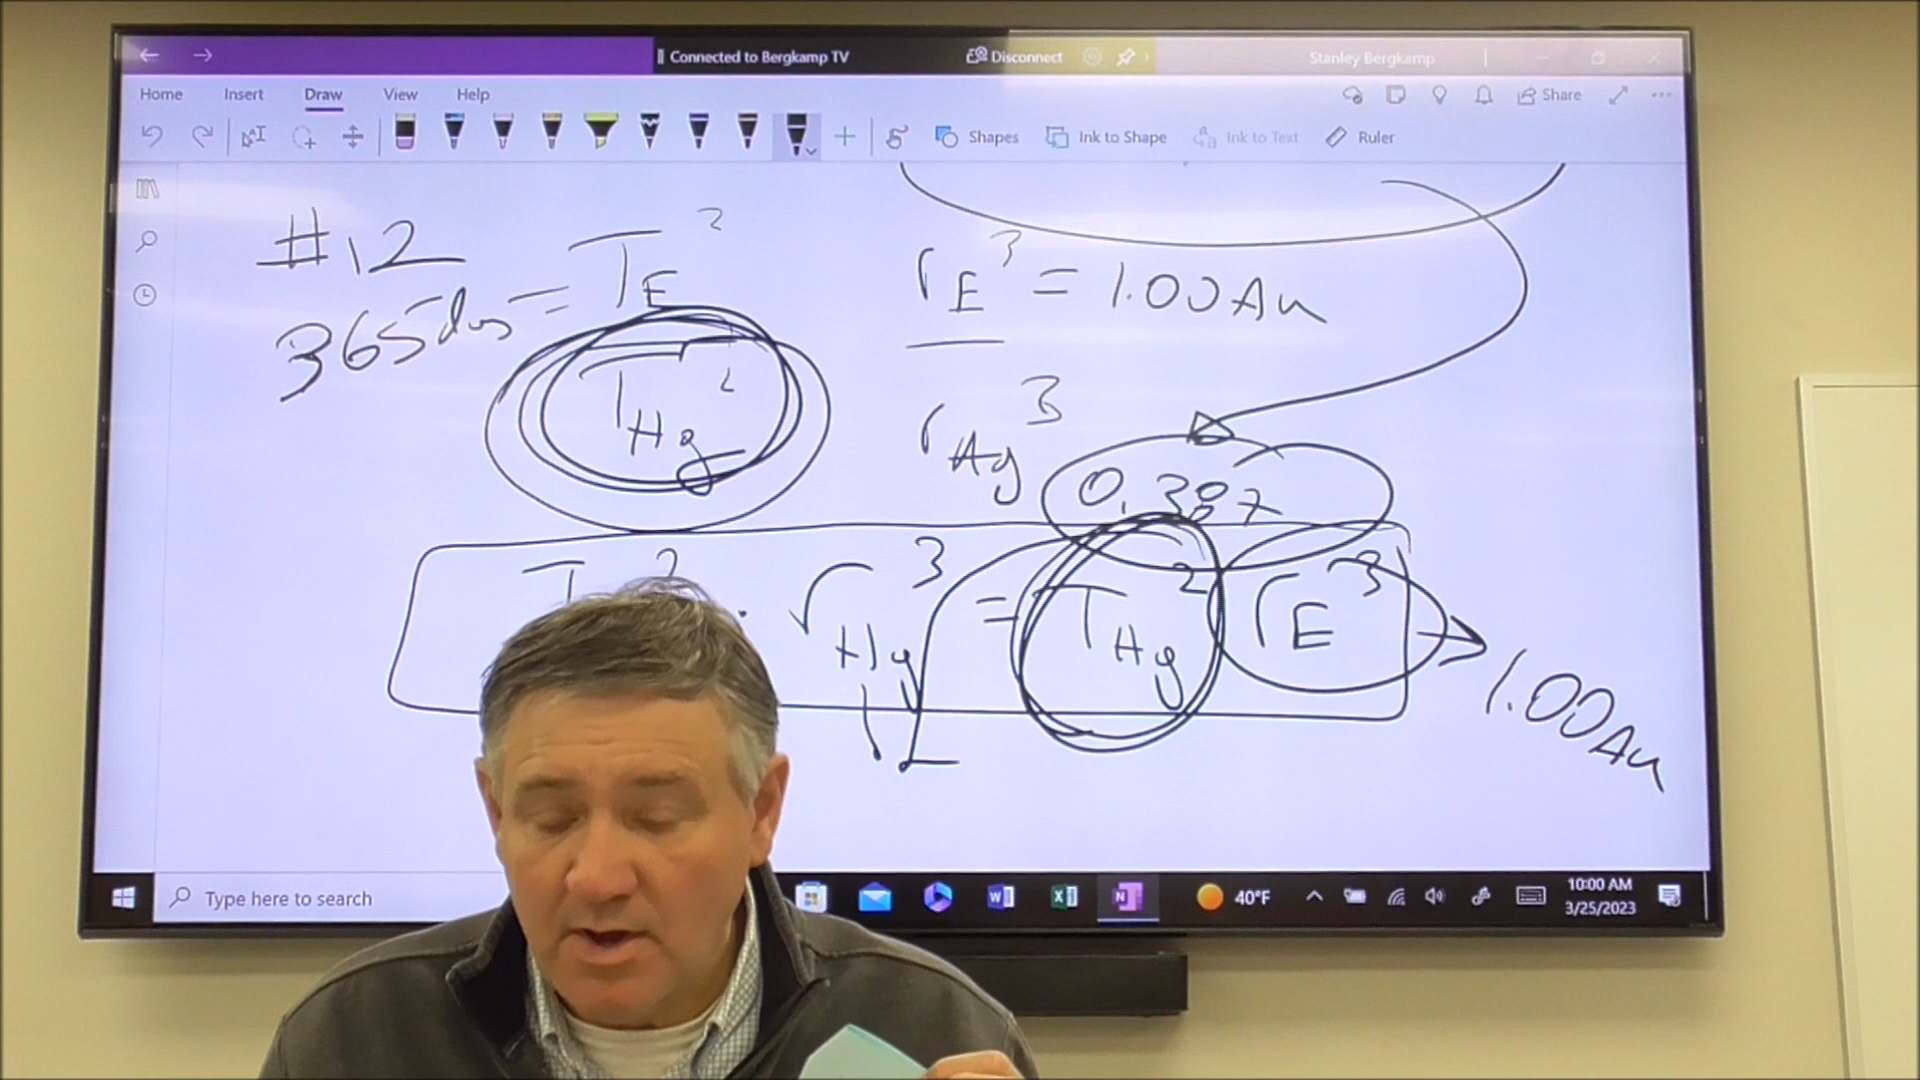 Connected to Bergkamp TV Disconnect Stanley Bergkamp
Home Insert Draw View Help Share
Shapes Ink to Shape Ink to Text Ruler
#12
365 = T_E^2
r_E^3 = 1.00 Au
T_Hg^2
r_Hg^3
0.387
T^2 · r_Hg^3 = T_Hg^2 r_E^3
1.00 Au
Type here to search
40°F
10:00 AM
3/25/2023